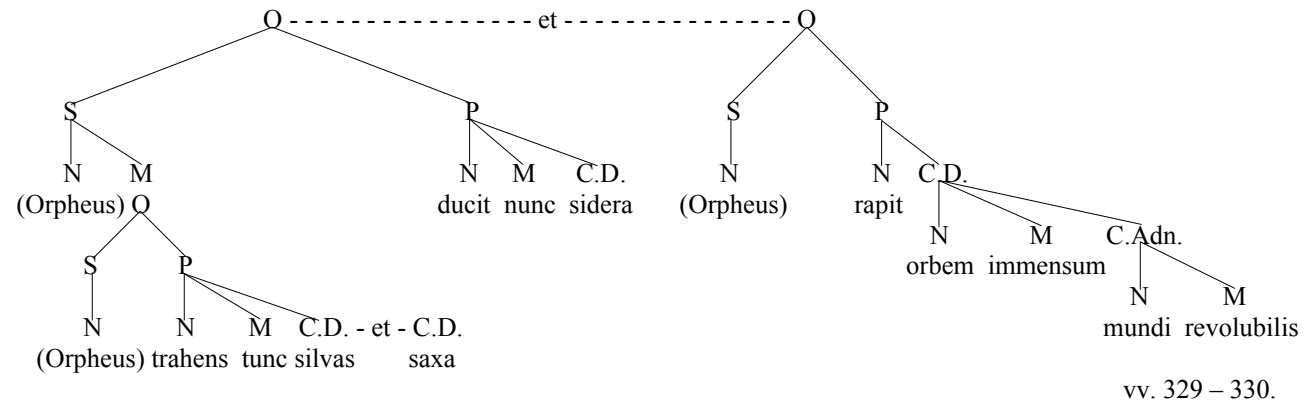 O - - - - - - - - - - - - - - - - - et - - - - - - - - - - - - - - - - O
S P S P
N M N M C.D. N N C.D.
(Orpheus) O ducit nunc sidera (Orpheus) rapit
N M C.Adn.
orbem immensum
S P
N M
mundi revolubilis
N N M C.D. - et - C.D.
(Orpheus) trahens tunc silvas saxa
vv. 329 – 330.